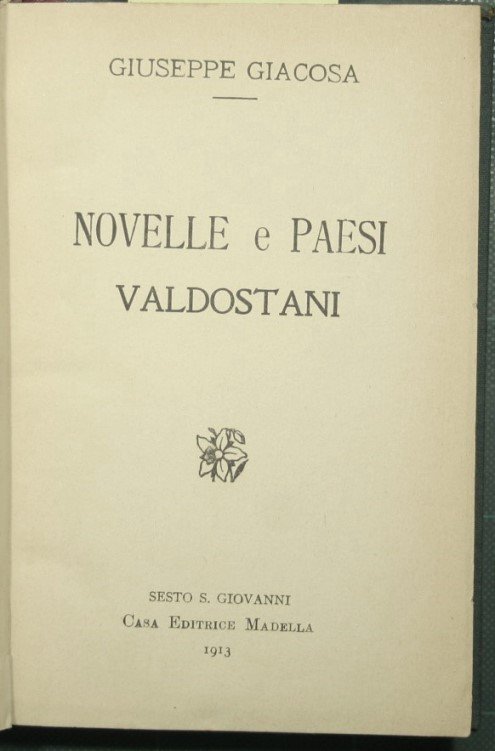 GIUSEPPE GIACOSA
NOVELLE e PAESI
VALDOSTANI
SESTO S. GIOVANNI
CASA EDITRICE MADELLA
1913